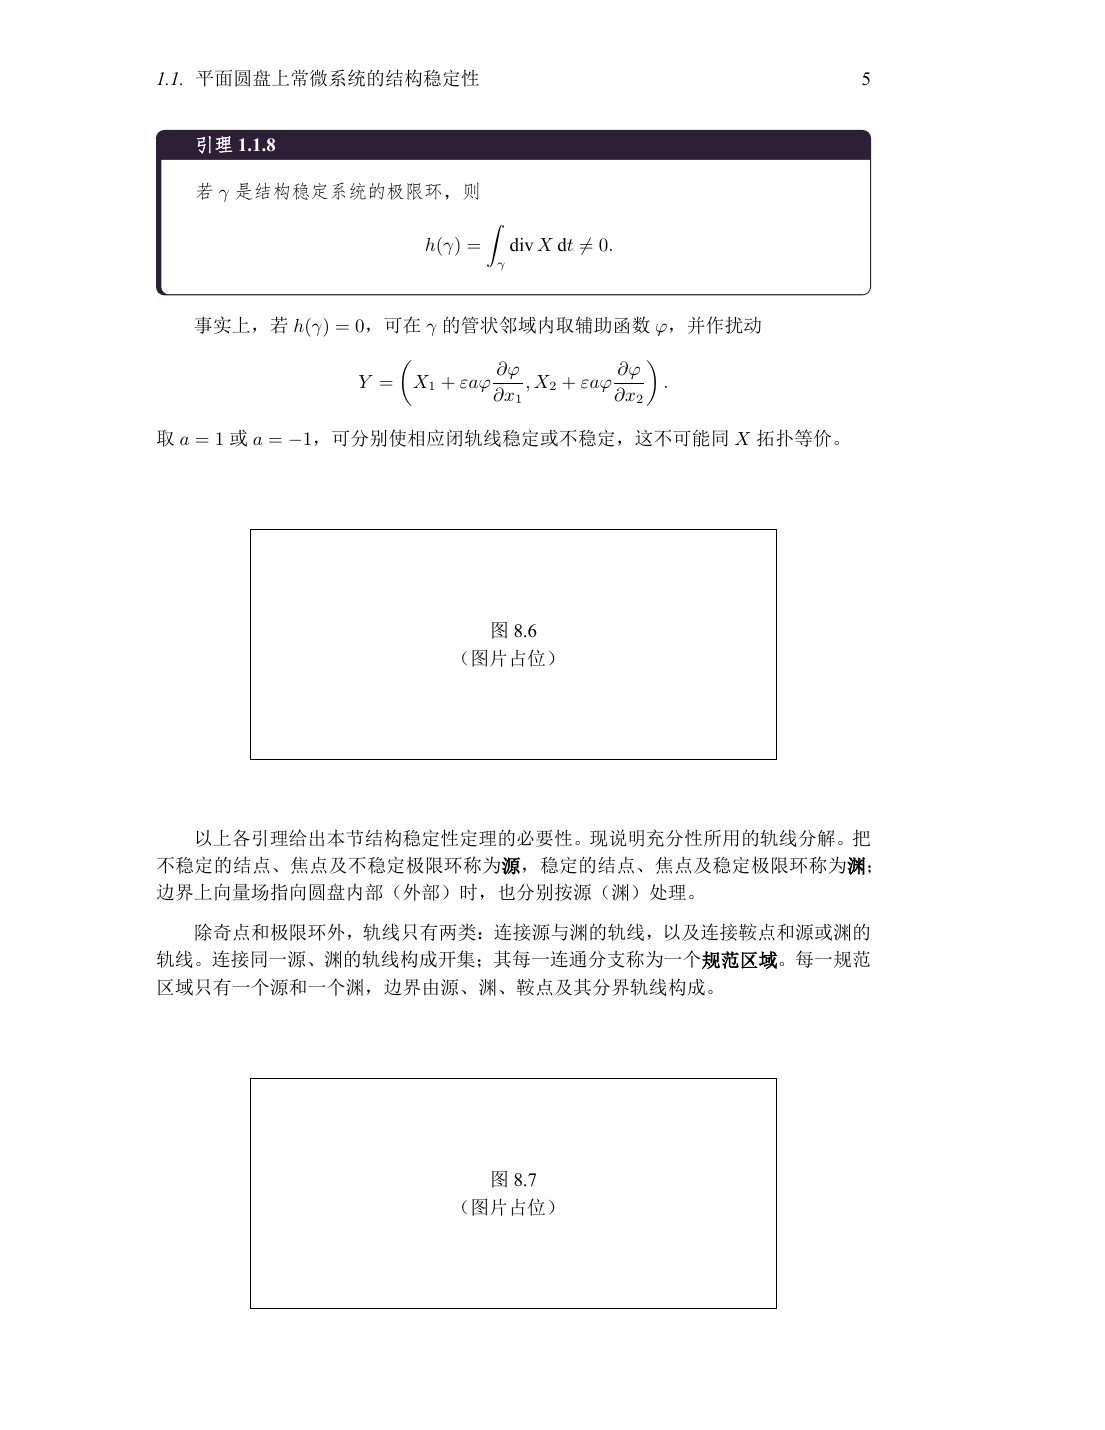 1.1. 平面圆盘上常微系统的结构稳定性 5
引理 1.1.8
若 γ 是结构稳定系统的极限环，则
h(γ) = ∫_γ div X dt ≠ 0.
事实上，若 h(γ) = 0，可在 γ 的管状邻域内取辅助函数 φ，并作扰动
Y = (X₁ + εaφ ∂φ/∂x₁, X₂ + εaφ ∂φ/∂x₂).
取 a = 1 或 a = −1，可分别使相应闭轨线稳定或不稳定，这不可能同 X 拓扑等价。
图 8.6
（图片占位）
以上各引理给出本节结构稳定性定理的必要性。现说明充分性所用的轨线分解。把
不稳定的结点、焦点及不稳定极限环称为源，稳定的结点、焦点及稳定极限环称为渊；
边界上向量场指向圆盘内部（外部）时，也分别按源（渊）处理。
除奇点和极限环外，轨线只有两类：连接源与渊的轨线，以及连接鞍点和源或渊的
轨线。连接同一源、渊的轨线构成开集；其每一连通分支称为一个规范区域。每一规范
区域只有一个源和一个渊，边界由源、渊、鞍点及其分界轨线构成。
图 8.7
（图片占位）